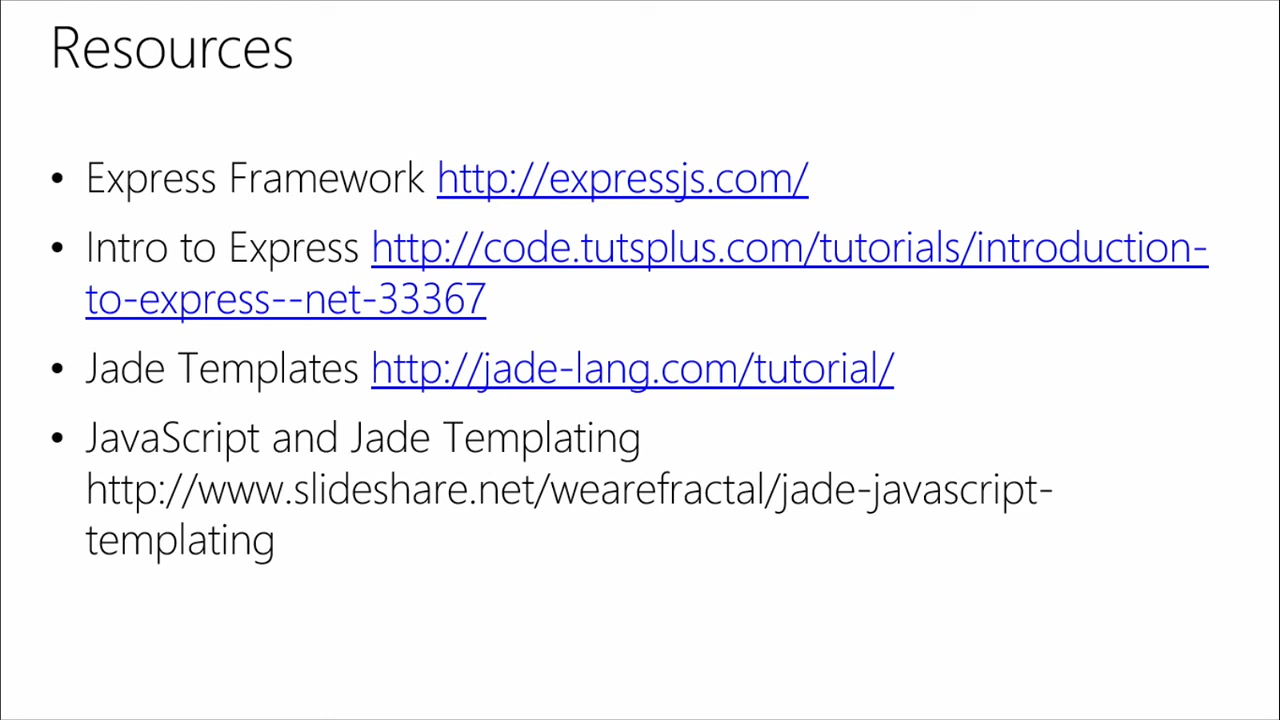 Resources
• Express Framework http://expressjs.com/
• Intro to Express http://code.tutsplus.com/tutorials/introduction-
to-express--net-33367
• Jade Templates http://jade-lang.com/tutorial/
• JavaScript and Jade Templating
http://www.slideshare.net/wearefractal/jade-javascript-
templating